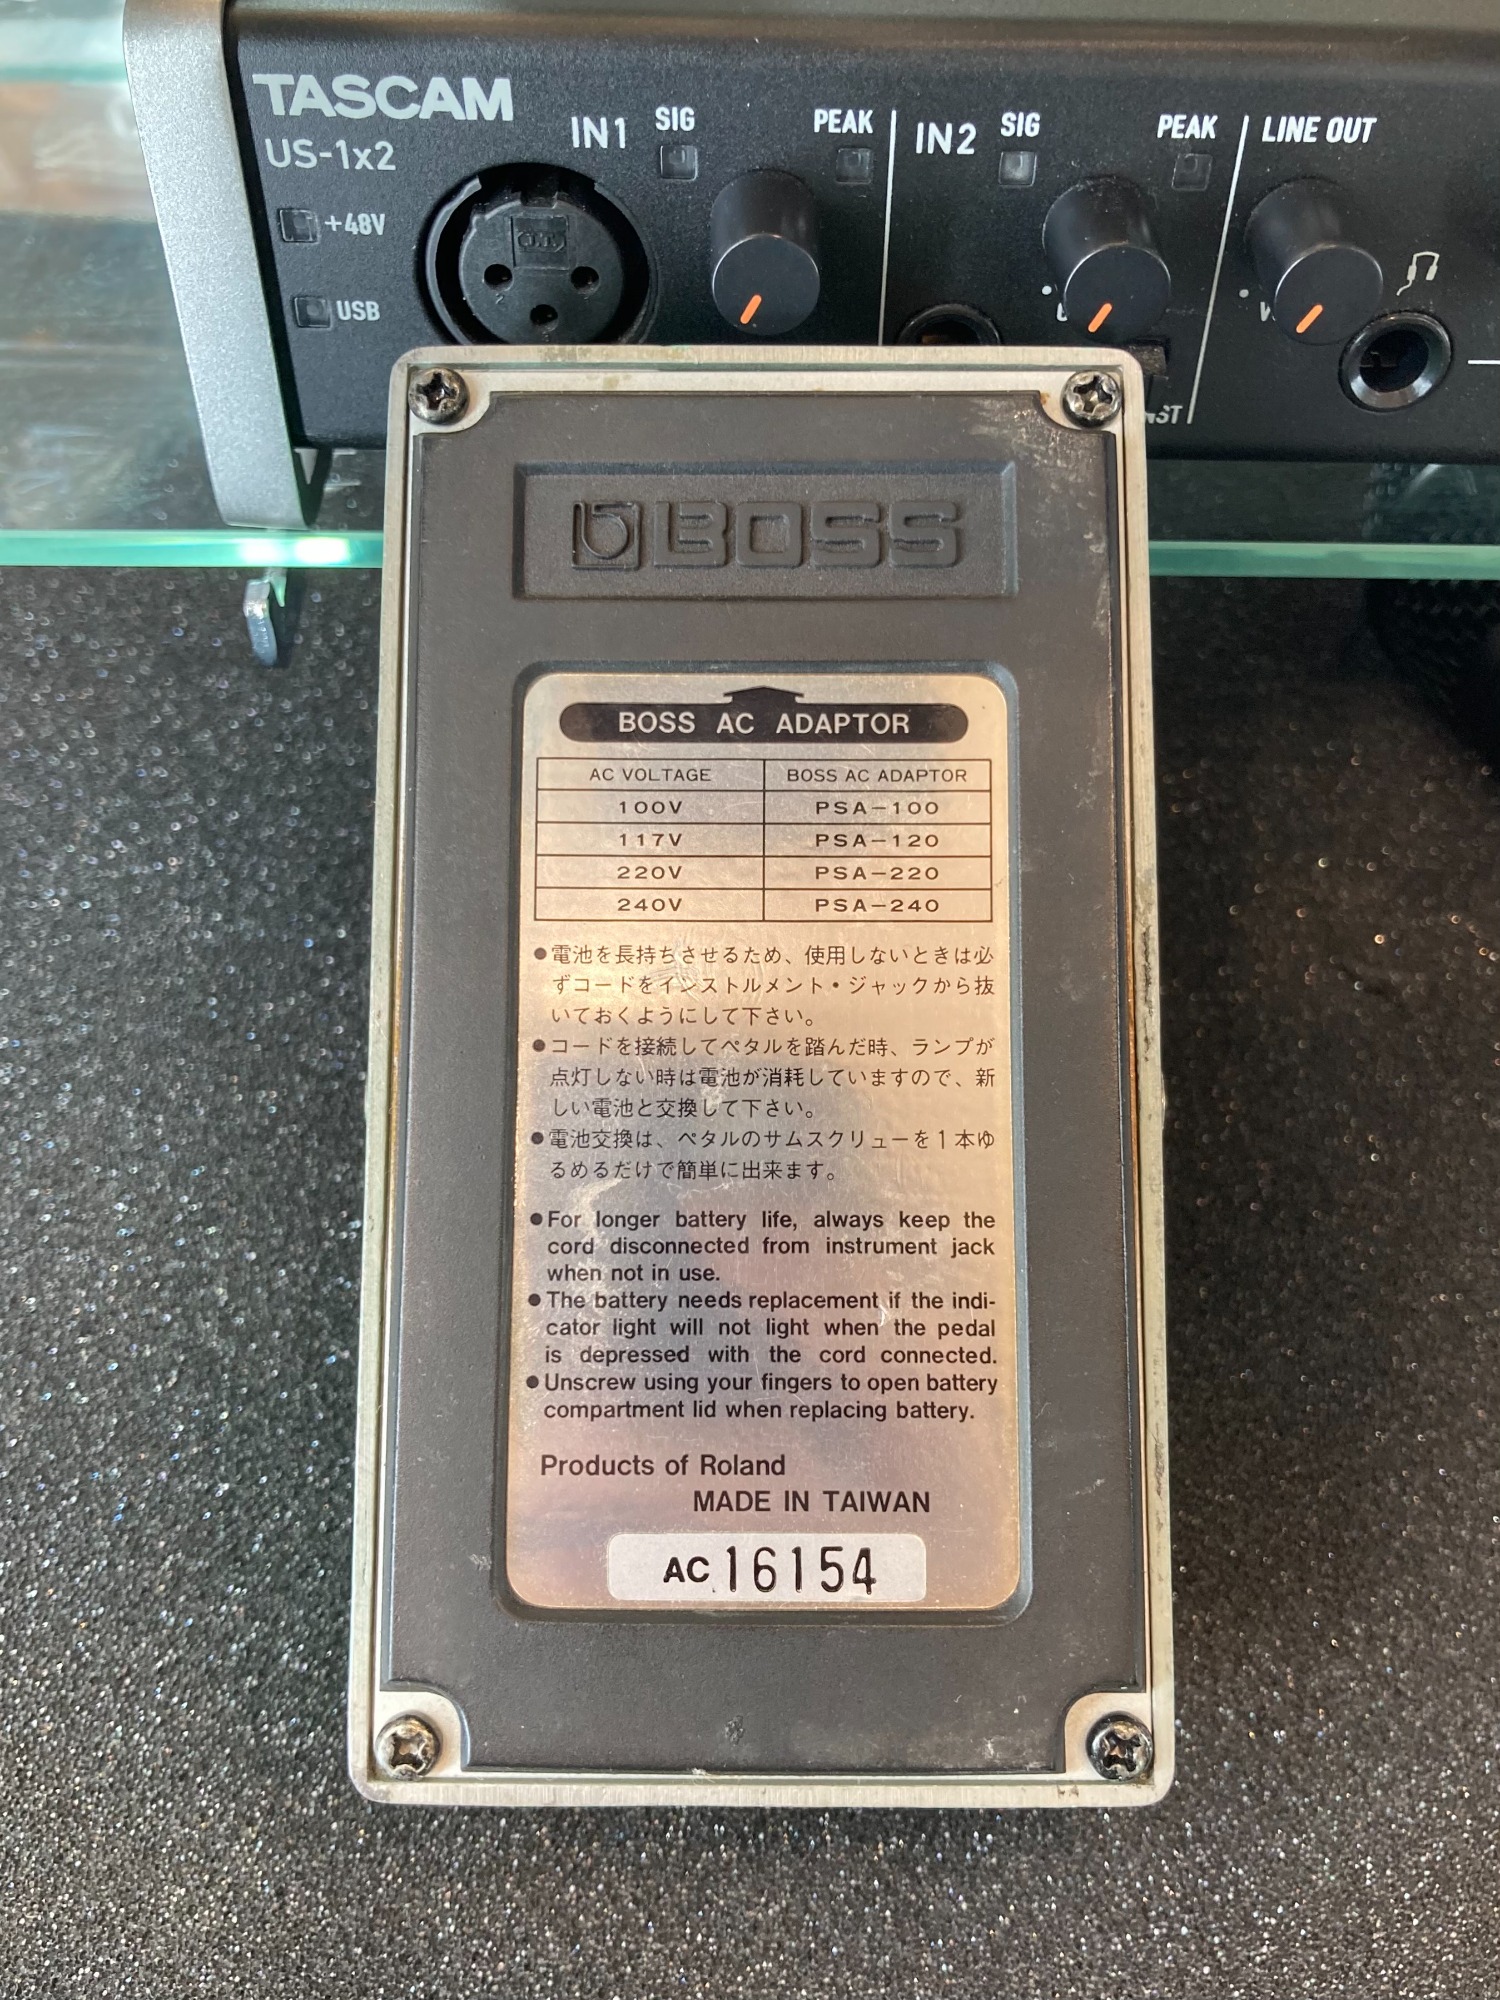 TASCAM
US-1x2
IN1
SIG
PEAK
IN2
SIG
PEAK
LINE OUT
+48V
USB
BOSS
BOSS AC ADAPTOR
AC VOLTAGE BOSS AC ADAPTOR
100V PSA-100
117V PSA-120
220V PSA-220
240V PSA-240
●電池を長持ちさせるため、使用しないときは必
ずコードをインストルメント・ジャックから抜
いておくようにして下さい。
●コードを接続してペタルを踏んだ時、ランプが
点灯しない時は電池が消耗していますので、新
しい電池と交換して下さい。
●電池交換は、ペタルのサムスクリューを1本ゆ
るめるだけで簡単に出来ます。
●For longer battery life, always keep the
cord disconnected from instrument jack
when not in use.
●The battery needs replacement if the indi-
cator light will not light when the pedal
is depressed with the cord connected.
●Unscrew using your fingers to open battery
compartment lid when replacing battery.
Products of Roland
MADE IN TAIWAN
AC 16154